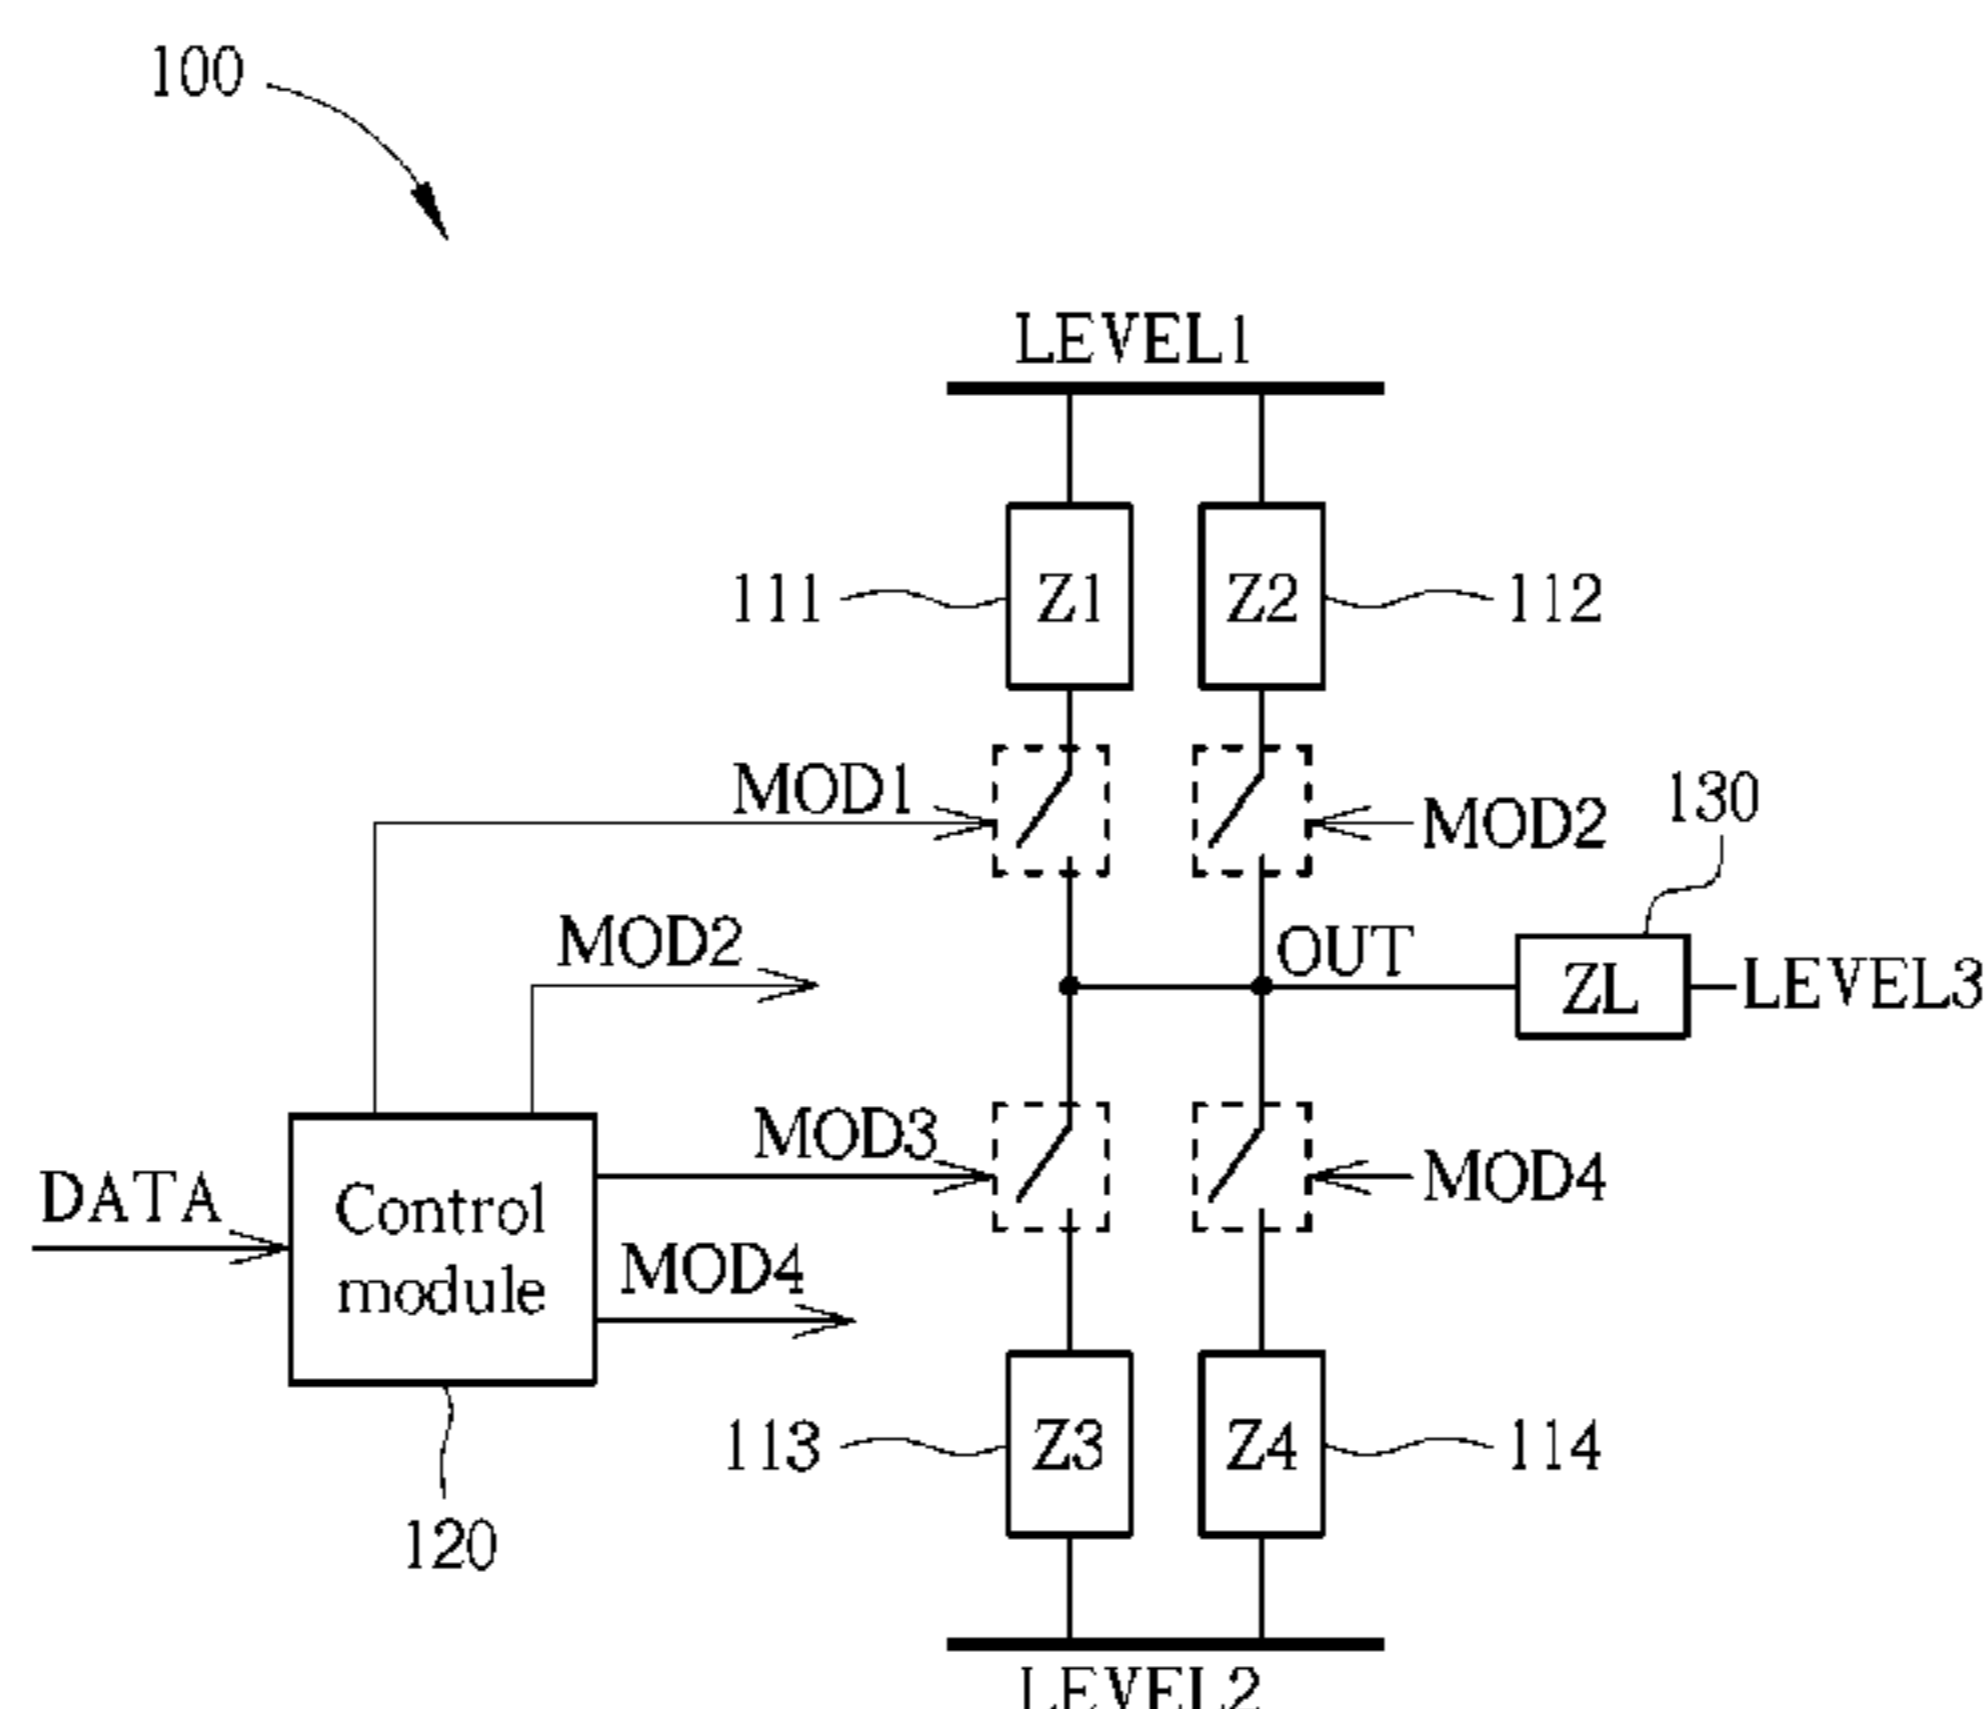 100
LEVEL1
111
Z1
Z2
112
MOD1
MOD2
130
MOD2
OUT
ZL
LEVEL3
MOD3
MOD4
DATA
Control
module
MOD4
113
Z3
Z4
114
120
LEVEL2